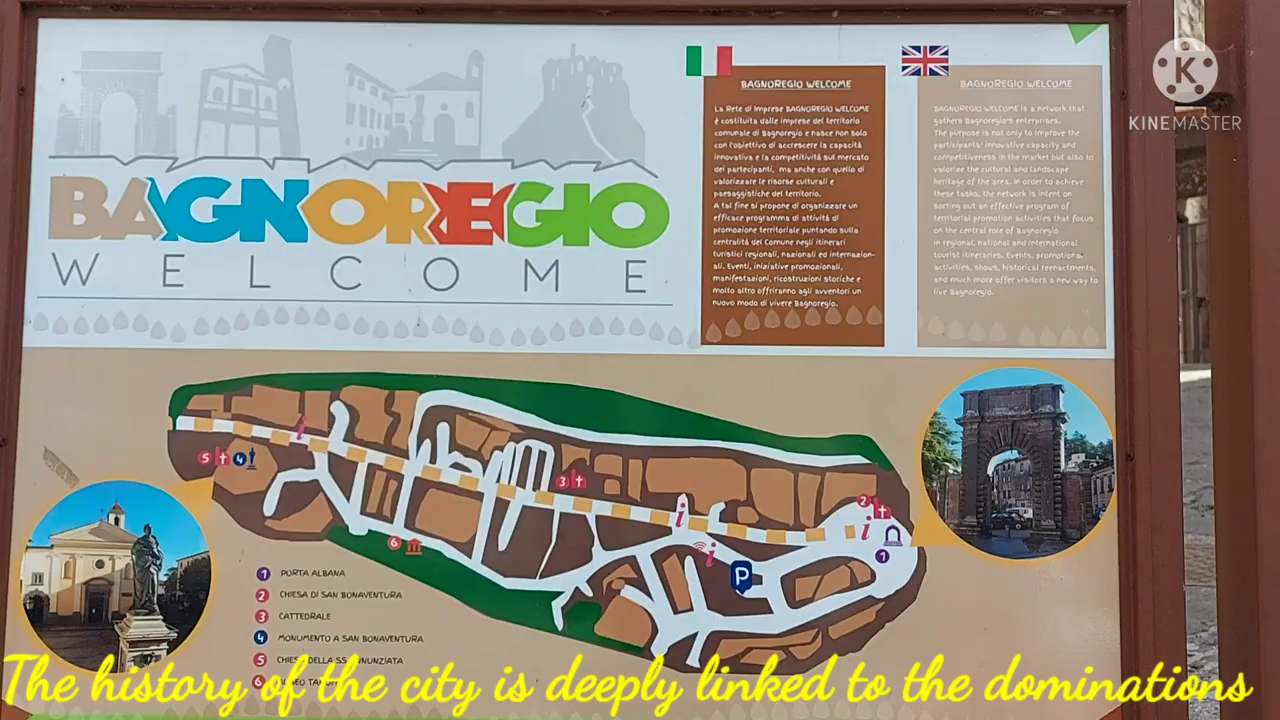 BAGNOREGIO
WELCOME
BAGNOREGIO WELCOME
La Rete di Imprese BAGNOREGIO WELCOME
è costituita dalle imprese del territorio
comunale di Bagnoregio e nasce non solo
con l'obiettivo di accrescere la capacità
innovativa e la competitività sul mercato
dei partecipanti, ma anche con quello di
valorizzare le risorse culturali e
paesaggistiche del territorio.
A tal fine si propone di organizzare un
efficace programma di attività di
promozione territoriale puntando sulla
centralità del Comune negli itinerari
turistici regionali, nazionali ed internazion-
ali. Eventi, iniziative promozionali,
manifestazioni, ricostruzioni storiche e
molto altro offriranno agli avventori un
nuovo modo di vivere Bagnoregio.
BAGNOREGIO WELCOME
BAGNOREGIO WELCOME is a network that
gathers Bagnoregio's enterprises.
The purpose is not only to improve the
participants' innovative capacity and
competitiveness in the market but also to
valorize the cultural and landscape
heritage of the area. In order to achieve
these tasks, the network is intent on
sorting out an effective program of
territorial promotion activities that focus
on the central role of Bagnoregio
in regional, national and international
tourist itineraries. Events, promotional
activities, shows, historical reenactments,
and much more offer visitors a new way to
live Bagnoregio.
K
KINEMASTER
5 4
i
3
i
2
i
1
i
6
P
1 PORTA ALBANA
2 CHIESA DI SAN BONAVENTURA
3 CATTEDRALE
4 MONUMENTO A SAN BONAVENTURA
5 CHIESA DELLA SS
6
The history of the city is deeply linked to the dominations